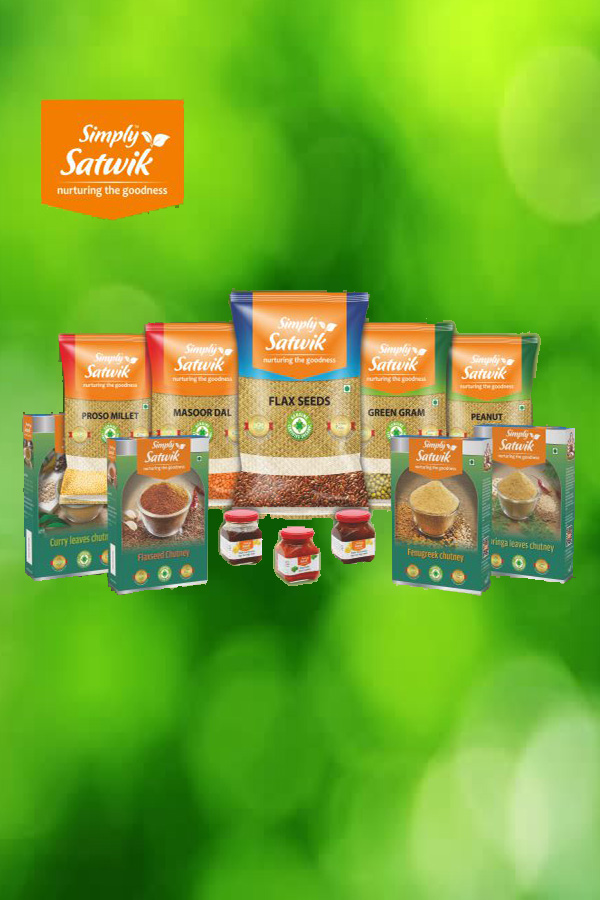 Simply
Satwik
nurturing the goodness
Simply
Satwik
nurturing the goodness
PROSO MILLET
Simply
Satwik
nurturing the goodness
MASOOR DAL
Simply
Satwik
nurturing the goodness
FLAX SEEDS
Simply
Satwik
nurturing the goodness
GREEN GRAM
Simply
Satwik
nurturing the goodness
PEANUT
Curry leaves chutn
Simply
Satwik
nurturing the goodness
Flaxseed Chutney
Simply
Satwik
nurturing the goodness
Fenugreek chutney
Simply
Satwik
nurturing the goodness
ringa leaves chutney